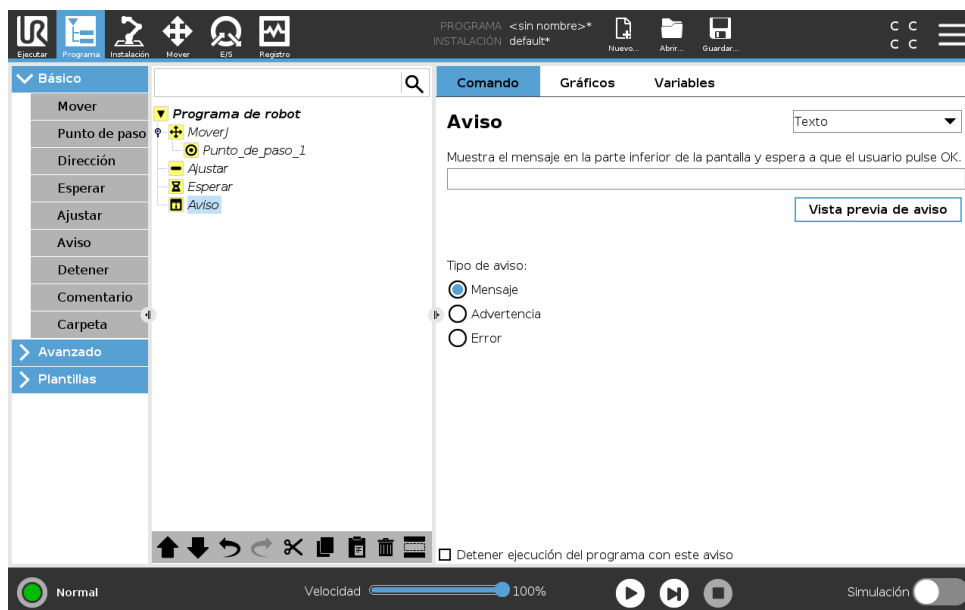 UR
PROGRAMA <sin nombre>*
INSTALACIÓN default*
Ejecutar Programa Instalación Mover E/S Registro Nuevo... Abrir... Guardar...
C C
C C
Básico
Mover
Punto de paso
Dirección
Esperar
Ajustar
Aviso
Detener
Comentario
Carpeta
Avanzado
Plantillas
Programa de robot
MoverJ
Punto_de_paso_1
Ajustar
Esperar
Aviso
Comando Gráficos Variables
Aviso
Texto
Muestra el mensaje en la parte inferior de la pantalla y espera a que el usuario pulse OK.
Vista previa de aviso
Tipo de aviso:
Mensaje
Advertencia
Error
Detener ejecución del programa con este aviso
Normal
Velocidad 100%
Simulación